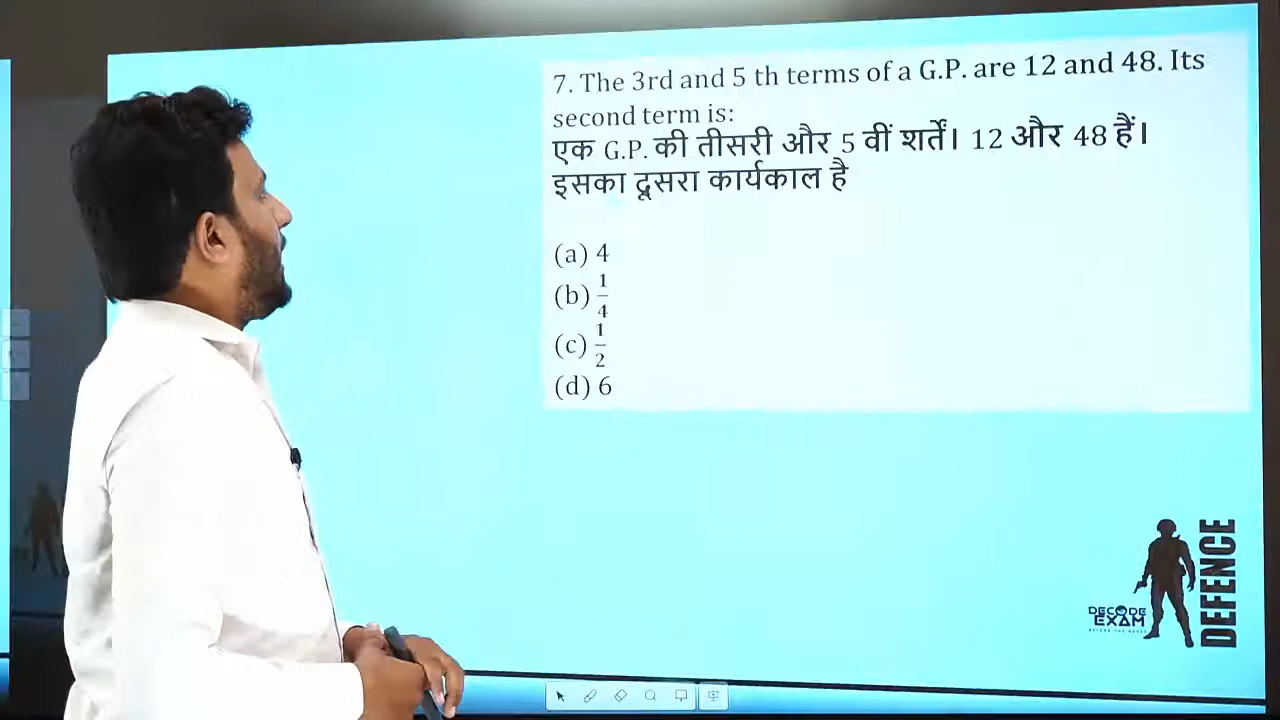 7. The 3rd and 5 th terms of a G.P. are 12 and 48. Its
second term is:
एक G.P. की तीसरी और 5 वीं शर्तें। 12 और 48 हैं।
इसका दूसरा कार्यकाल है
(a) 4
(b) 1/4
(c) 1/2
(d) 6
DECODE
EXAM
DEFENCE